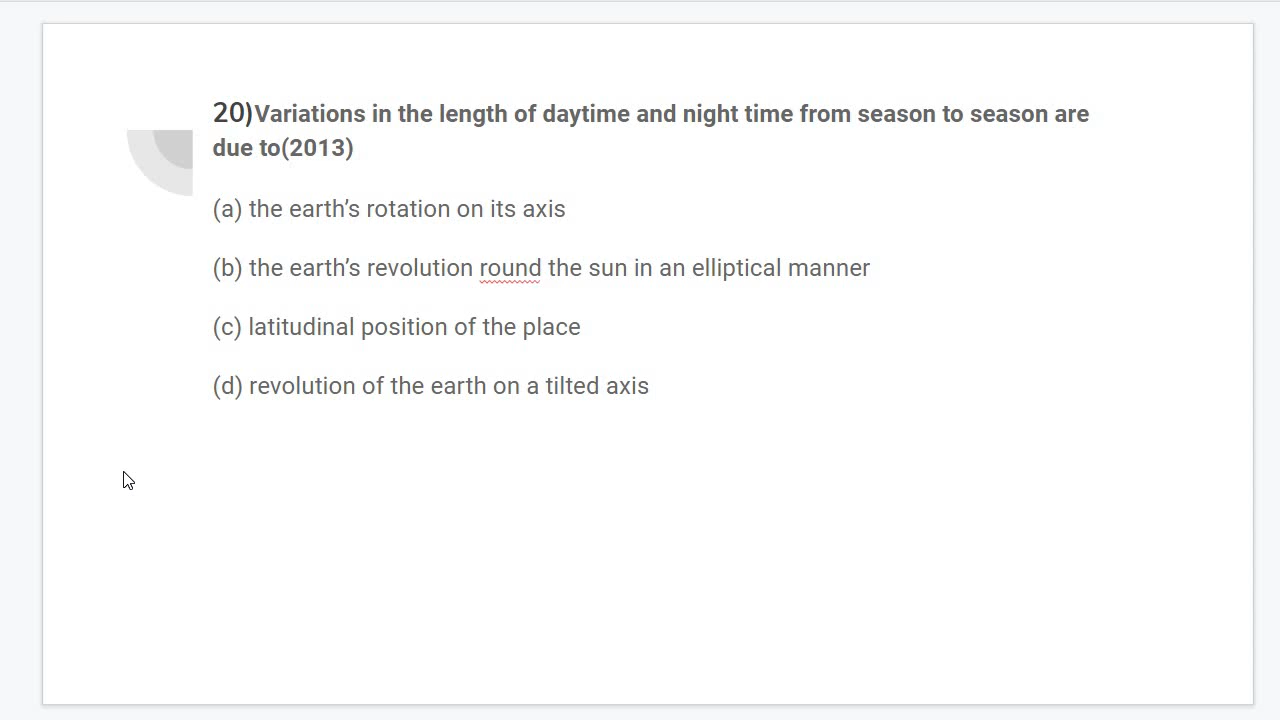 20)Variations in the length of daytime and night time from season to season are
due to(2013)
(a) the earth’s rotation on its axis
(b) the earth’s revolution round the sun in an elliptical manner
(c) latitudinal position of the place
(d) revolution of the earth on a tilted axis